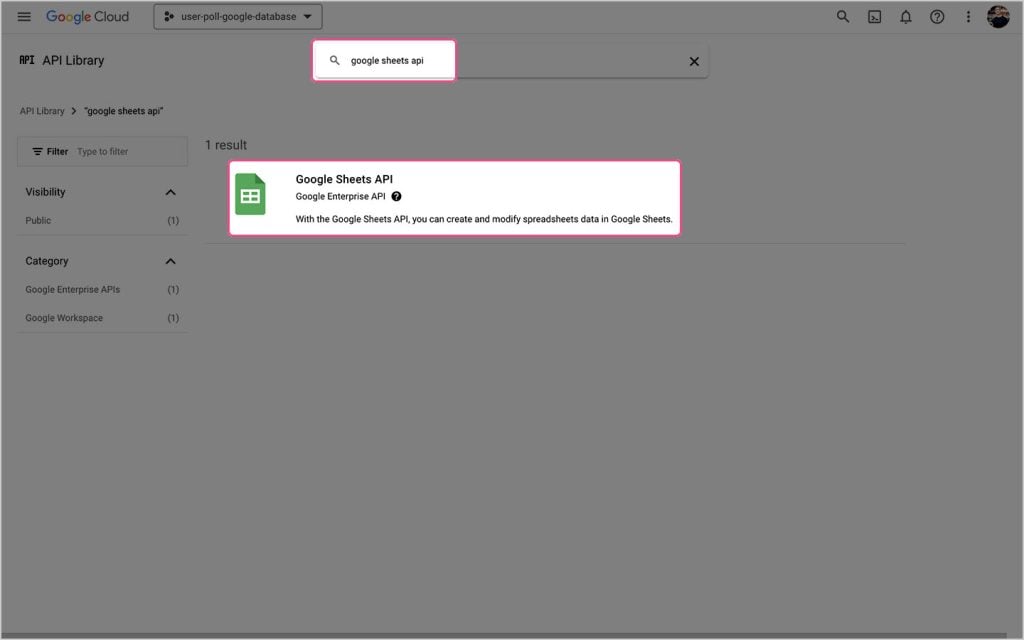 Google Cloud
user-poll-google-database
API API Library
google sheets api
API Library > "google sheets api"
Filter Type to filter
1 result
Visibility
Public (1)
Category
Google Enterprise APIs (1)
Google Workspace (1)
Google Sheets API
Google Enterprise API
With the Google Sheets API, you can create and modify spreadsheets data in Google Sheets.